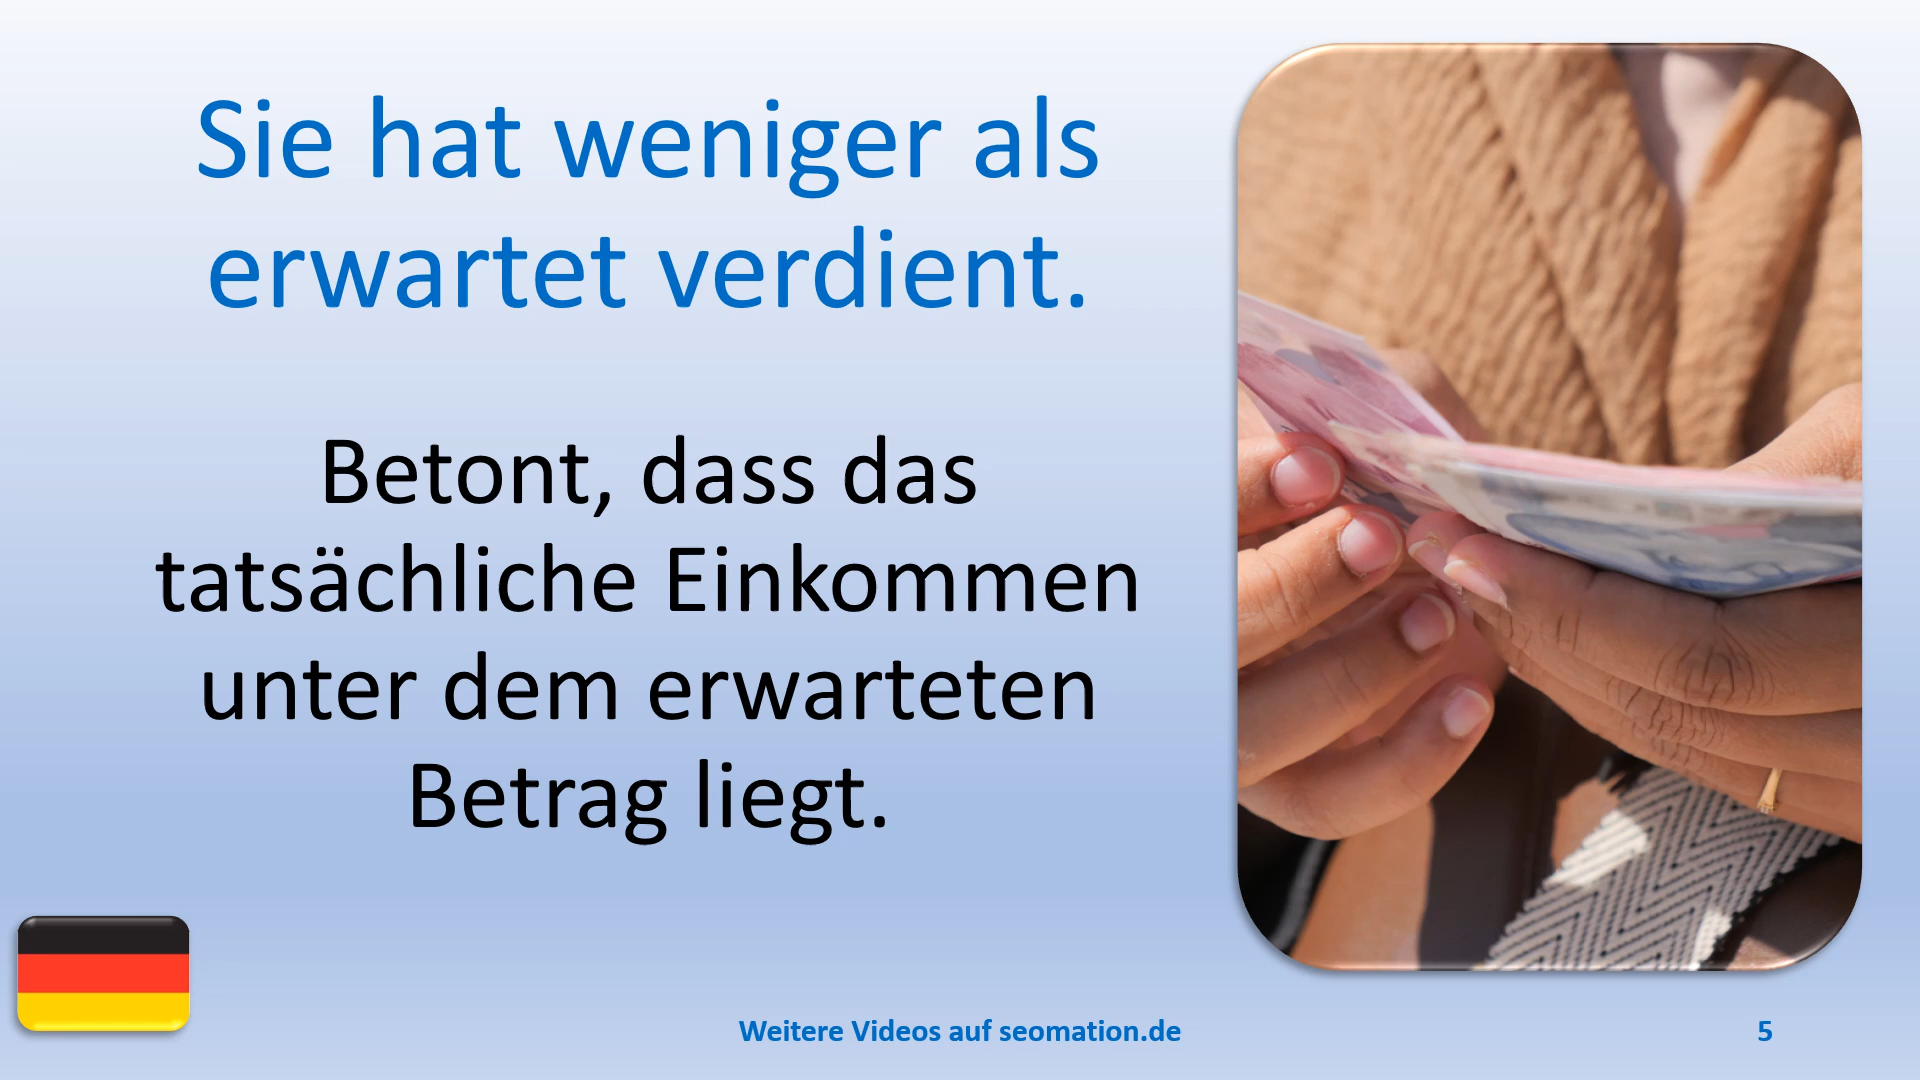 Sie hat weniger als
erwartet verdient.
Betont, dass das
tatsächliche Einkommen
unter dem erwarteten
Betrag liegt.
Weitere Videos auf seomation.de
5